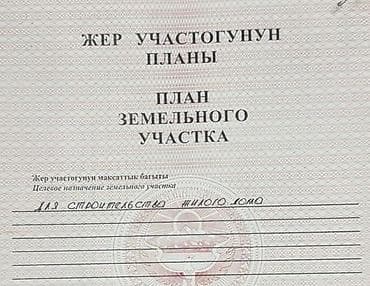 ЖЕР УЧАСТОГУНУН
ПЛАНЫ
ПЛАН
ЗЕМЕЛЬНОГО
УЧАСТКА
Жер участогунун максаттык багыты
Целевое назначение земельного участка
для строительства жилого дома